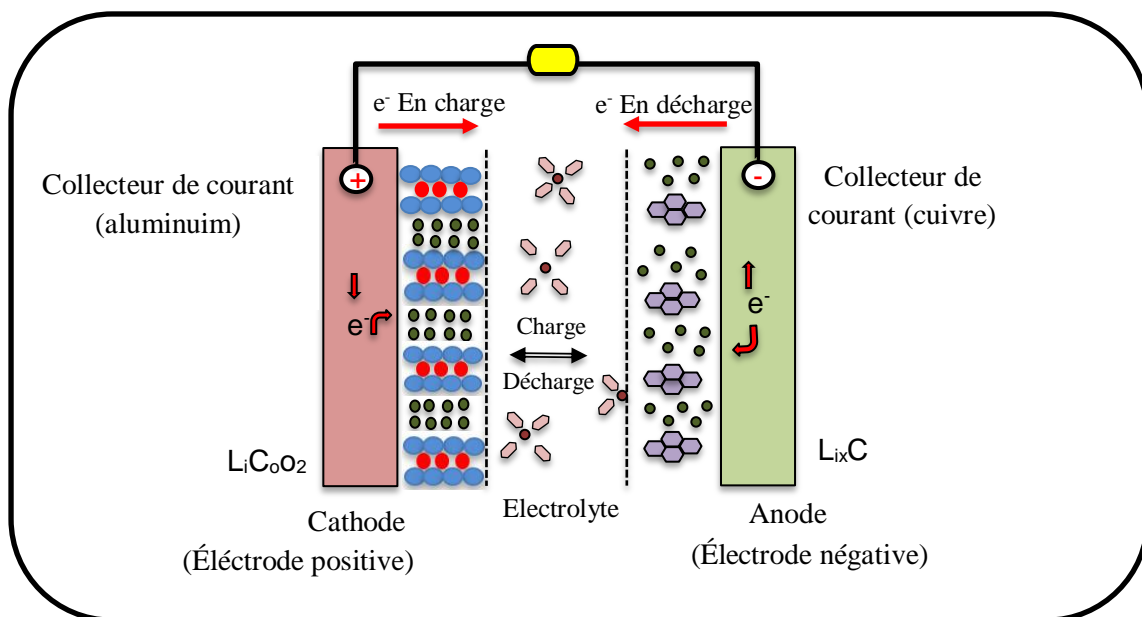 e⁻ En charge
e⁻ En décharge
Collecteur de courant
(aluminuim)
+
-
Collecteur de
courant (cuivre)
e⁻
e⁻
Charge
Décharge
LᵢCₒo₂
LᵢₓC
Electrolyte
Cathode
(Éléctrode positive)
Anode
(Électrode négative)